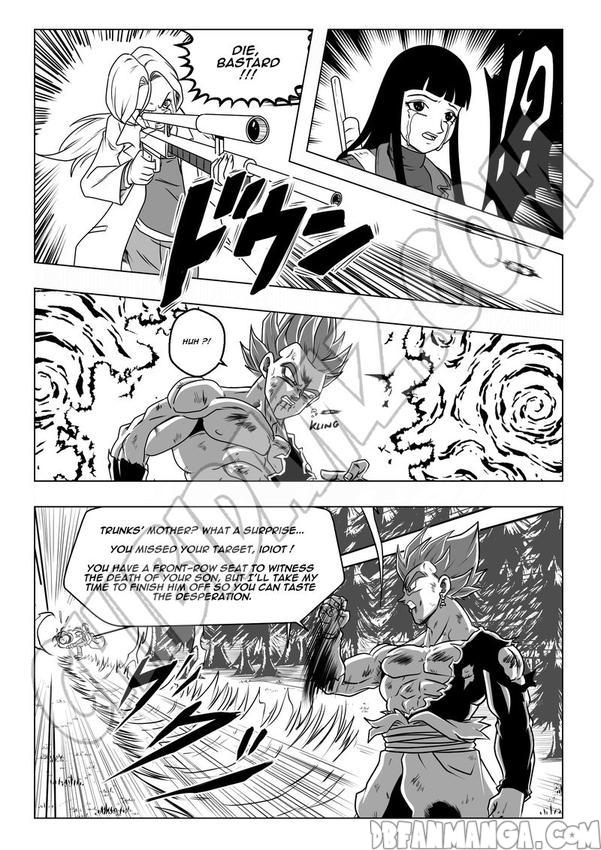 DIE,
BASTARD
!!!
!?
ドウン
HUH ?!
KLING
TRUNKS' MOTHER? WHAT A SURPRISE...
YOU MISSED YOUR TARGET, IDIOT !
YOU HAVE A FRONT-ROW SEAT TO WITNESS
THE DEATH OF YOUR SON, BUT I'LL TAKE MY
TIME TO FINISH HIM OFF SO YOU CAN TASTE
THE DESPERATION.
DBFANMANGA.COM